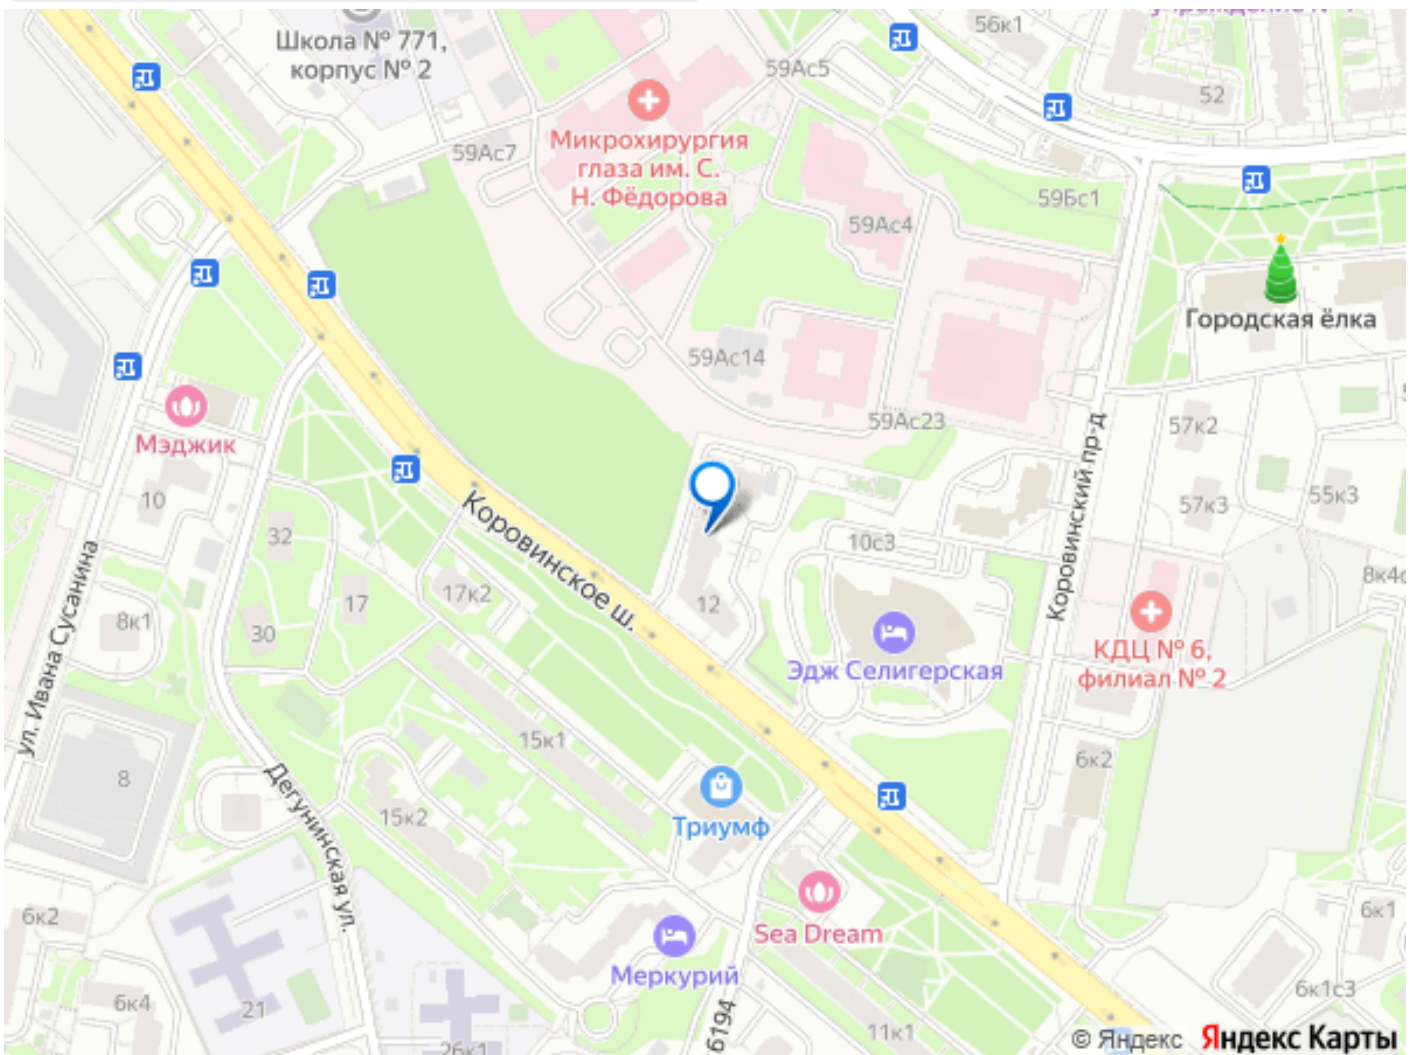 56к1
Школа № 771,
корпус № 2
59Ас5
52
Микрохирургия
глаза им. С.
Н. Фёдорова
59Ас7
59Бс1
59Ас4
Городская ёлка
59Ас14
Мэджик
59Ас23
57к2
10
Коровинское ш.
Коровинский пр-д
57к3
55к3
32
10с3
ул. Ивана Сусанина
17к2
17
12
8к1
30
Эдж Селигерская
КДЦ № 6,
филиал № 2
15к1
6к2
8
Дегунинская ул.
15к2
Триумф
6к2
6к1
Sea Dream
Меркурий
6к4
21
6194
11к1
6к1с3
26к1
© Яндекс Яндекс Карты